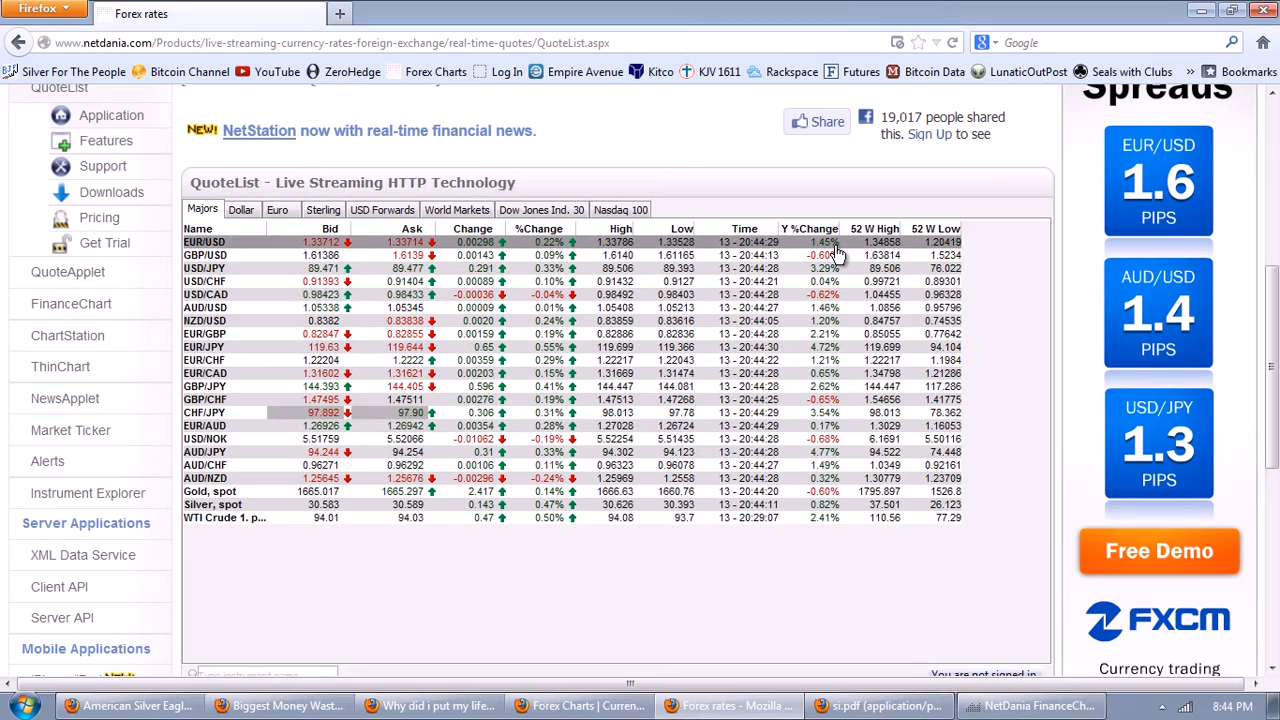 Firefox
Forex rates
www.netdania.com/Products/live-streaming-currency-rates-foreign-exchange/real-time-quotes/QuoteList.aspx
Google
Silver For The People Bitcoin Channel YouTube ZeroHedge Forex Charts Log In Empire Avenue Kitco KJV 1611 Rackspace Futures Bitcoin Data LunaticOutPost Seals with Clubs » Bookmarks
QuoteList
Application
Features
Support
Downloads
Pricing
Get Trial
QuoteApplet
FinanceChart
ChartStation
ThinChart
NewsApplet
Market Ticker
Alerts
Instrument Explorer
Server Applications
XML Data Service
Client API
Server API
Mobile Applications
NEW! NetStation now with real-time financial news.
Share
19,017 people shared
this. Sign Up to see
QuoteList - Live Streaming HTTP Technology
Majors Dollar Euro Sterling USD Forwards World Markets Dow Jones Ind. 30 Nasdaq 100
Name Bid Ask Change %Change High Low Time Y %Change 52 W High 52 W Low
EUR/USD 1.33712 1.33714 0.00298 0.22% 1.33786 1.33528 13 - 20:44:29 1.45% 1.34858 1.20419
GBP/USD 1.61386 1.6139 0.00143 0.09% 1.6140 1.61165 13 - 20:44:13 -0.60% 1.63814 1.5234
USD/JPY 89.471 89.477 0.291 0.33% 89.506 89.393 13 - 20:44:28 3.29% 89.506 76.022
USD/CHF 0.91393 0.91404 0.00089 0.10% 0.91432 0.9127 13 - 20:44:21 0.04% 0.99721 0.89301
USD/CAD 0.98423 0.98433 -0.00036 -0.04% 0.98492 0.98403 13 - 20:44:28 -0.62% 1.04455 0.96328
AUD/USD 1.05338 1.05345 0.00009 0.01% 1.05408 1.05213 13 - 20:44:28 1.46% 1.0856 0.95796
NZD/USD 0.8382 0.83838 0.0020 0.24% 0.83859 0.83616 13 - 20:44:28 1.20% 0.84757 0.74535
EUR/GBP 0.82847 0.82855 0.00155 0.19% 0.82884 0.82836 13 - 20:44:28 2.21% 0.85055 0.77566
EUR/JPY 119.63 119.644 0.65 0.55% 119.699 119.366 13 - 20:44:30 4.72% 119.699 94.104
EUR/CHF 1.22204 1.2222 0.00359 0.29% 1.22217 1.22043 13 - 20:44:22 1.21% 1.22217 1.1984
EUR/CAD 1.31602 1.31621 0.00203 0.15% 1.31669 1.31474 13 - 20:44:28 0.65% 1.34798 1.21286
GBP/JPY 144.393 144.405 0.596 0.41% 144.447 144.081 13 - 20:44:28 2.62% 144.447 117.286
GBP/CHF 1.47495 1.47511 0.00276 0.19% 1.47513 1.47268 13 - 20:44:28 -0.65% 1.54656 1.41775
CHF/JPY 97.892 97.90 0.306 0.31% 98.013 97.78 13 - 20:44:29 3.54% 98.013 78.362
EUR/AUD 1.26926 1.26942 0.00354 0.28% 1.27028 1.26724 13 - 20:44:28 0.17% 1.3029 1.16053
USD/NOK 5.51759 5.52066 -0.01062 -0.19% 5.52254 5.51435 13 - 20:44:28 -0.68% 6.1691 5.50116
AUD/JPY 94.244 94.254 0.31 0.33% 94.302 94.123 13 - 20:44:28 4.77% 94.522 74.448
AUD/CHF 0.96271 0.96292 0.00106 0.11% 0.96323 0.96078 13 - 20:44:27 1.49% 1.0349 0.92161
AUD/NZD 1.25645 1.25676 -0.00296 -0.24% 1.25969 1.2558 13 - 20:44:28 0.32% 1.30779 1.23709
Gold, spot 1665.017 1665.297 2.417 0.14% 1666.63 1660.76 13 - 20:44:20 -0.60% 1795.897 1526.8
Silver, spot 30.583 30.589 0.143 0.47% 30.626 30.393 13 - 20:44:11 0.82% 37.501 26.123
WTI Crude 1. p... 94.01 94.03 0.47 0.50% 94.08 93.7 13 - 20:29:07 2.41% 110.56 77.29
Type instrument name
You are not signed in
Spreads
EUR/USD
1.6
PIPS
AUD/USD
1.4
PIPS
USD/JPY
1.3
PIPS
Free Demo
FXCM
Currency trading
American Silver Eagl... Biggest Money Wast... Why did i put my life... Forex Charts | Curren... Forex rates - Mozilla ... si.pdf (application/p... NetDania FinanceCh... 8:44 PM